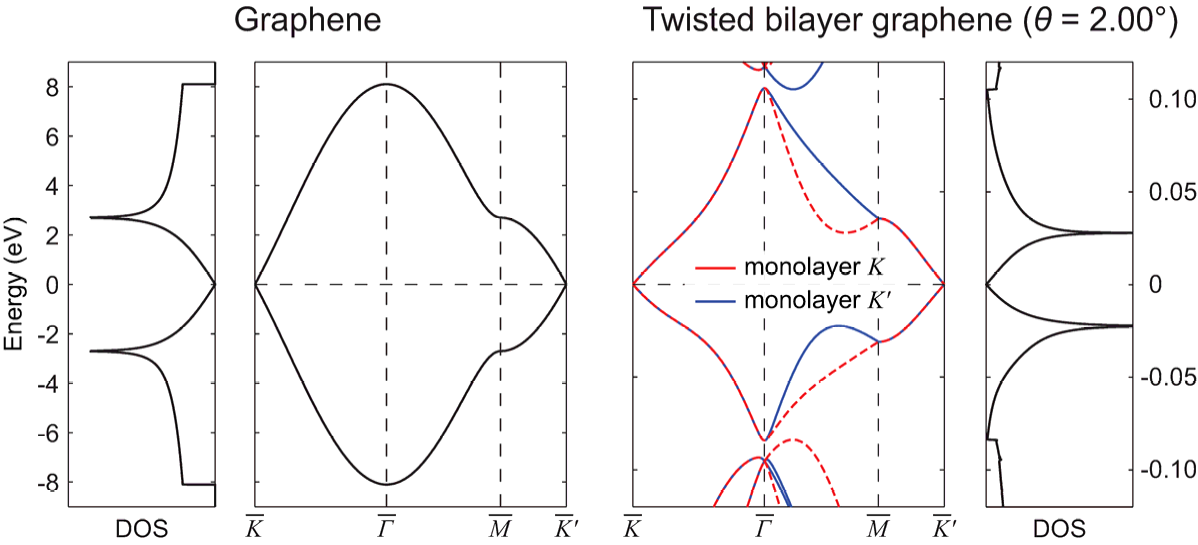 Graphene
Twisted bilayer graphene (θ = 2.00°)
Energy (eV)
8
6
4
2
0
-2
-4
-6
-8
0.10
0.05
0
-0.05
-0.10
monolayer K
monolayer K′
DOS
K̅ Γ̅ M̅ K̅′
K̅ Γ̅ M̅ K̅′
DOS